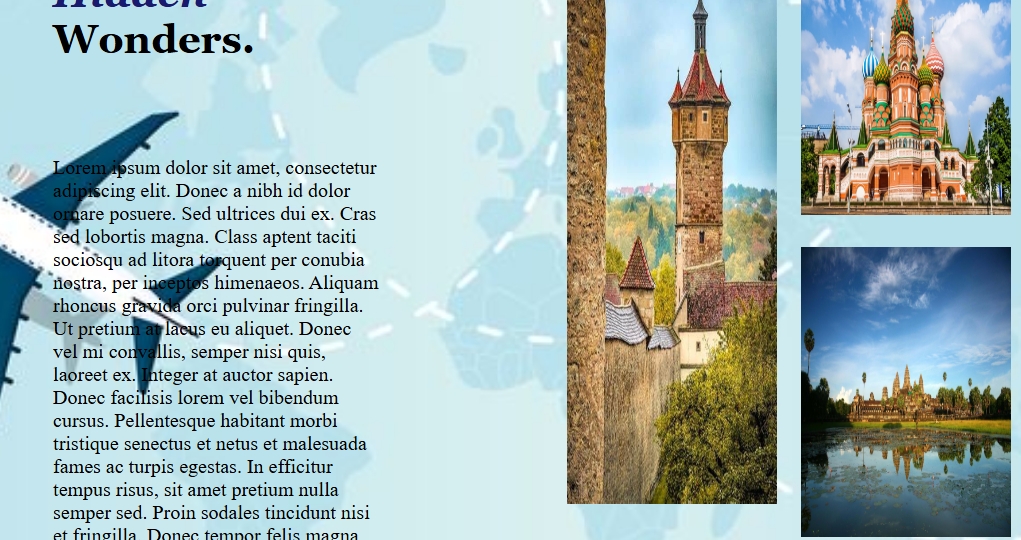 Hidden
Wonders.
Lorem ipsum dolor sit amet, consectetur
adipiscing elit. Donec a nibh id dolor
ornare posuere. Sed ultrices dui ex. Cras
sed lobortis magna. Class aptent taciti
sociosqu ad litora torquent per conubia
nostra, per inceptos himenaeos. Aliquam
rhoncus gravida orci pulvinar fringilla.
Ut pretium at lacus eu aliquet. Donec
vel mi convallis, semper nisi quis,
laoreet ex. Integer at auctor sapien.
Donec facilisis lorem vel bibendum
cursus. Pellentesque habitant morbi
tristique senectus et netus et malesuada
fames ac turpis egestas. In efficitur
tempus risus, sit amet pretium nulla
semper sed. Proin sodales tincidunt nisi
et fringilla. Donec tempor felis magna